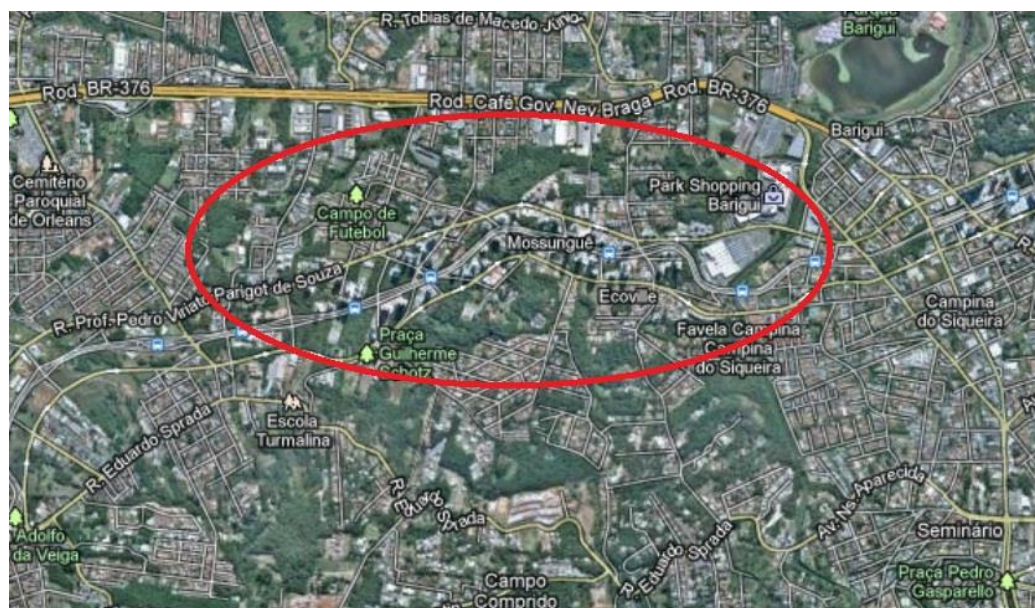 R. Tobias de Macedo Júnior
Parque
Barigui
Rod. BR-376
Rod. Café Gov. Ney Braga
Rod. BR-376
Barigui
Cemitério
Paroquial
de Orleans
Campo de
Futebol
Park Shopping
Barigui
Mossunguê
R. Prof. Pedro Viriato Parigot de Souza
Ecoville
Campina
do Siqueira
Favela Campina
Campina
do Siqueira
Praça
Guilherme
Schotz
Escola
Turmalina
R. Eduardo Sprada
R. Eduardo Sprada
Av. Ns. Aparecida
Seminário
Adolfo
da Veiga
Campo
Comprido
Praça Pedro
Gasparello